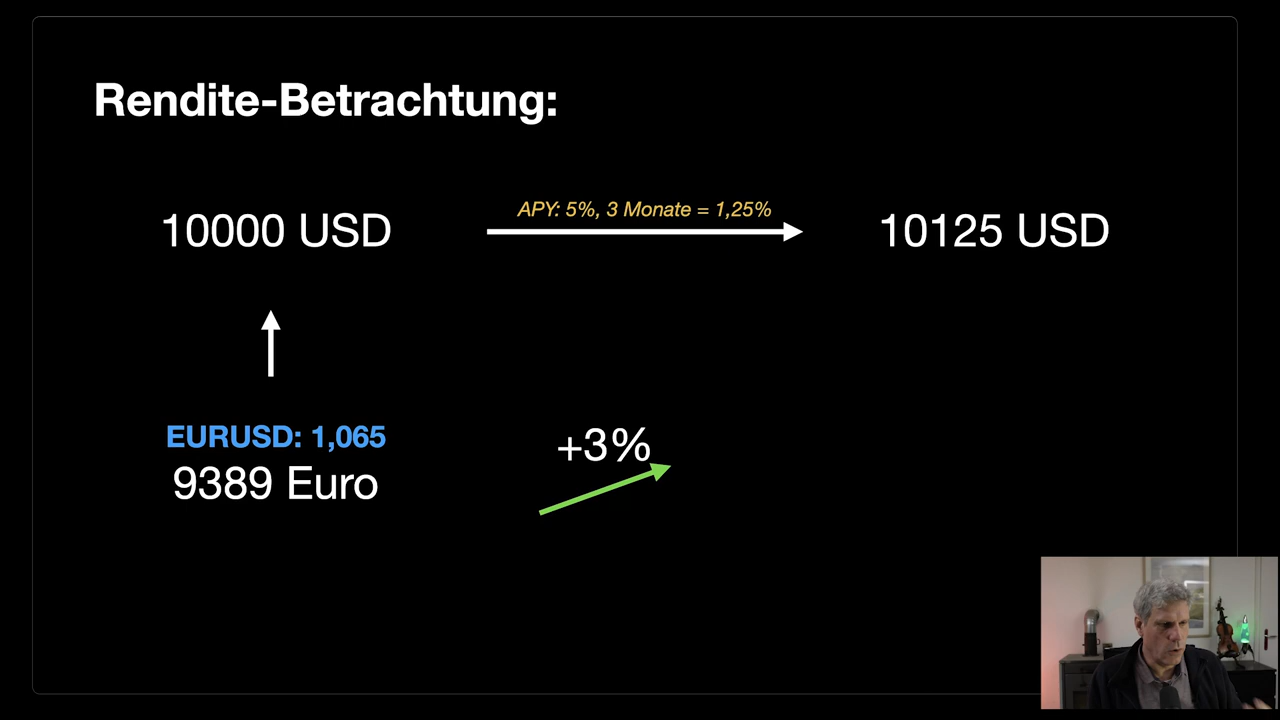 Rendite-Betrachtung:
APY: 5%, 3 Monate = 1,25%
10000 USD
10125 USD
EURUSD: 1,065
9389 Euro
+3%